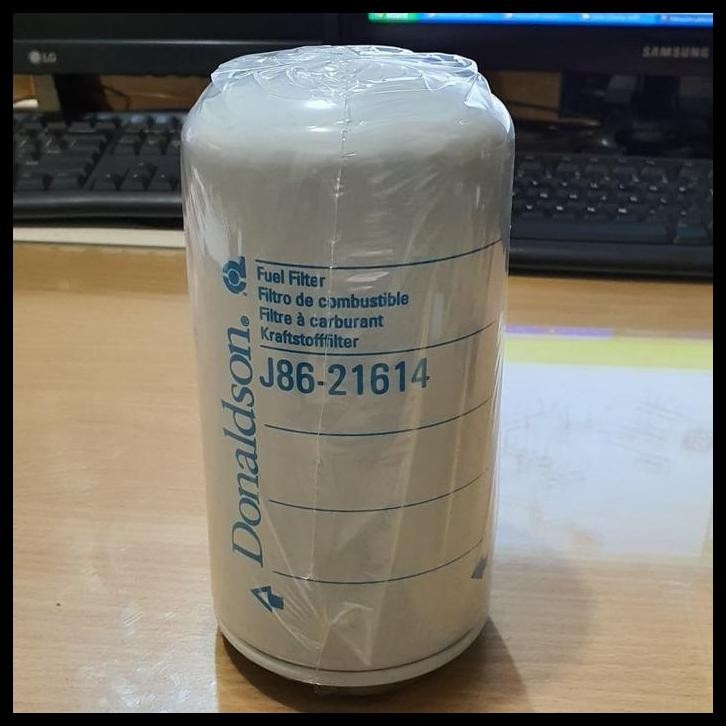 LG
SAMSUNG
Donaldson®
Fuel Filter
Filtro de combustible
Filtre à carburant
Kraftstofffilter
J86-21614